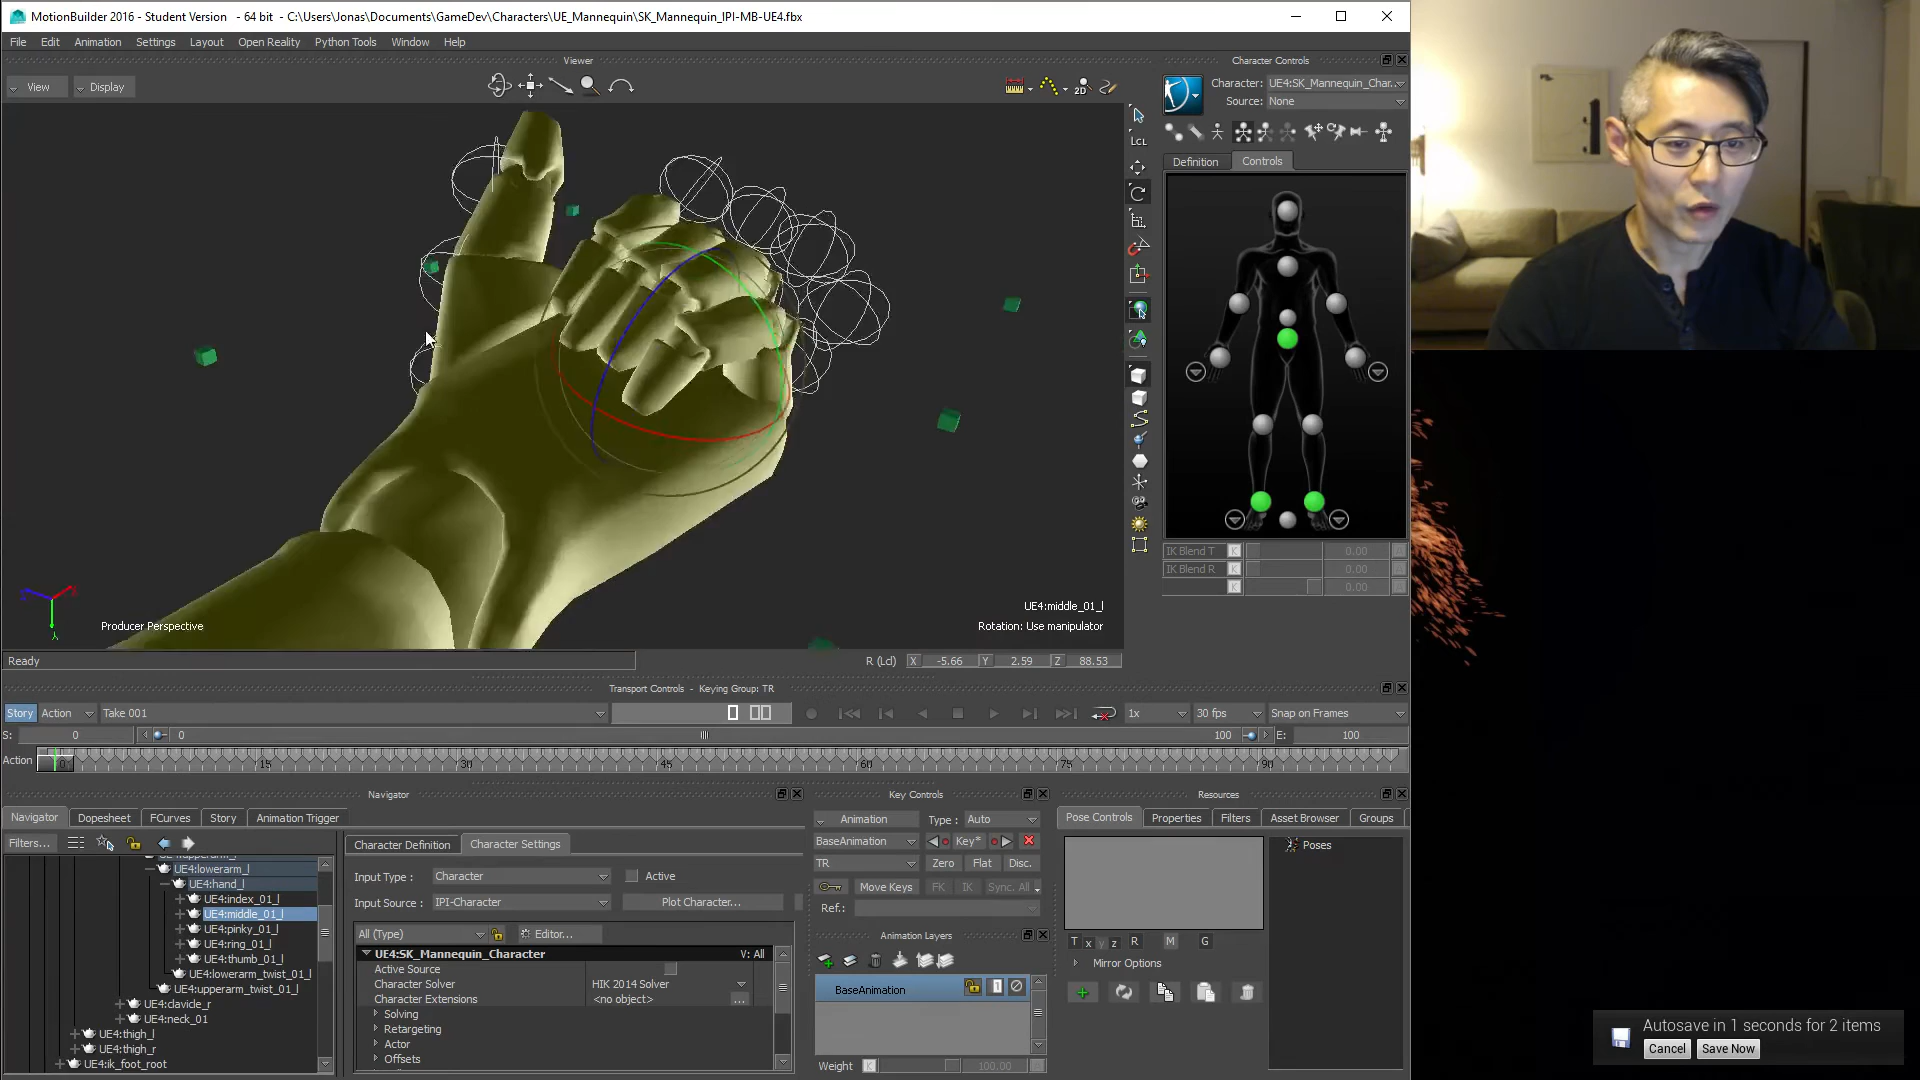 MotionBuilder 2016 - Student Version - 64 bit - C:\Users\Jonas\Documents\GameDev\Characters\UE_Mannequin\SK_Mannequin_IPI-MB-UE4.fbx
File Edit Animation Settings Layout Open Reality Python Tools Window Help
Viewer
View Display
2D
LCL
UE4:middle_01_l
Producer Perspective
Rotation: Use manipulator
Ready
R (Lcl) X -5.66 Y 2.59 Z 88.53
Character Controls
Character: UE4:SK_Mannequin_Char...
Source: None
Definition Controls
IK Blend T K 0.00
IK Blend R K 0.00
K 0.00
Transport Controls - Keying Group: TR
Story Action Take 001 1x 30 fps Snap on Frames
S: 0 0 100 E: 100
Action 0 15 30 45 60 75 90
Navigator
Navigator Dopesheet FCurves Story Animation Trigger
Filters...
UE4:lowerarm_l
UE4:hand_l
UE4:index_01_l
UE4:middle_01_l
UE4:pinky_01_l
UE4:ring_01_l
UE4:thumb_01_l
UE4:lowerarm_twist_01_l
UE4:upperarm_twist_01_l
UE4:clavicle_r
UE4:neck_01
UE4:thigh_l
UE4:thigh_r
UE4:ik_foot_root
Character Definition Character Settings
Input Type: Character Active
Input Source: IPI-Character Plot Character...
All (Type) Editor...
UE4:SK_Mannequin_Character V: All
Active Source
Character Solver HIK 2014 Solver
Character Extensions <no object> ...
Solving
Retargeting
Actor
Offsets
Key Controls
Animation Type: Auto
BaseAnimation Key*
TR Zero Flat Disc.
Move Keys FK IK Sync. All
Ref.:
Animation Layers
BaseAnimation 1
Weight K 100.00
Resources
Pose Controls Properties Filters Asset Browser Groups
Poses
T x y z R M G
Mirror Options
Autosave in 1 seconds for 2 items
Cancel Save Now